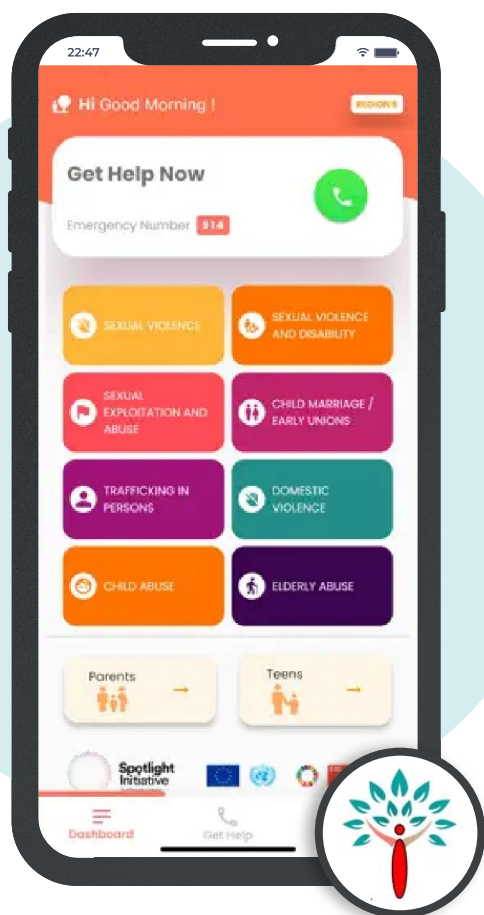 22:47
Hi Good Morning !
REGION 6
Get Help Now
Emergency Number 914
SEXUAL VIOLENCE
SEXUAL VIOLENCE
AND DISABILITY
SEXUAL
EXPLOITATION AND
ABUSE
CHILD MARRIAGE /
EARLY UNIONS
TRAFFICKING IN
PERSONS
DOMESTIC
VIOLENCE
CHILD ABUSE
ELDERLY ABUSE
Parents
Teens
Spotlight
Initiative
Dashboard
Get Help